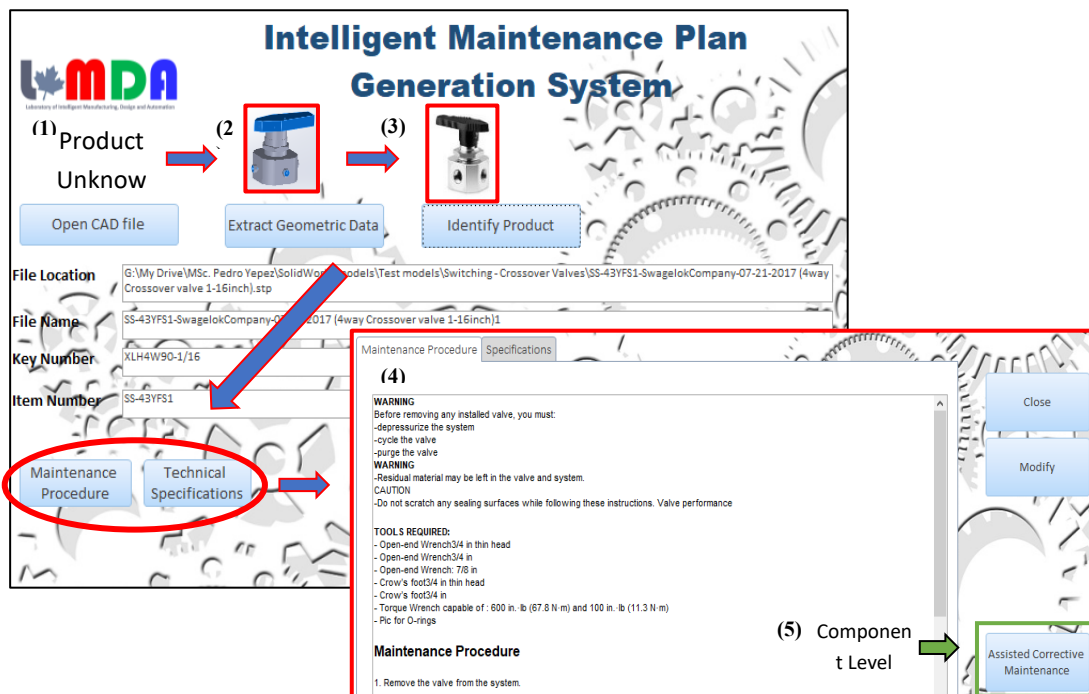 Intelligent Maintenance Plan
Generation System
L MDA
Laboratory of Intelligent Manufacturing, Design and Automation
(1) Product
Unknow
(2
(3)
Open CAD file
Extract Geometric Data
Identify Product
File Location
G:\My Drive\MSc. Pedro Yepez\SolidWorks models\Test models\Switching - Crossover Valves\SS-43YFS1-SwagelokCompany-07-21-2017 (4way
Crossover valve 1-16inch).stp
File Name
SS-43YFS1-SwagelokCompany-07 2017 (4way Crossover valve 1-16inch)1
Key Number
XLH4W90-1/16
Item Number
SS-43YFS1
Maintenance
Procedure
Technical
Specifications
Maintenance Procedure
Specifications
(4)
WARNING
Before removing any installed valve, you must:
-depressurize the system
-cycle the valve
-purge the valve
WARNING
-Residual material may be left in the valve and system.
CAUTION
-Do not scratch any sealing surfaces while following these instructions. Valve performance
TOOLS REQUIRED:
- Open-end Wrench3/4 in thin head
- Open-end Wrench3/4 in
- Open-end Wrench: 7/8 in
- Crow's foot3/4 in thin head
- Crow's foot3/4 in
- Torque Wrench capable of : 600 in.·lb (67.8 N·m) and 100 in.·lb (11.3 N·m)
- Pic for O-rings
Maintenance Procedure
1. Remove the valve from the system.
Close
Modify
(5) Componen
t Level
Assisted Corrective
Maintenance